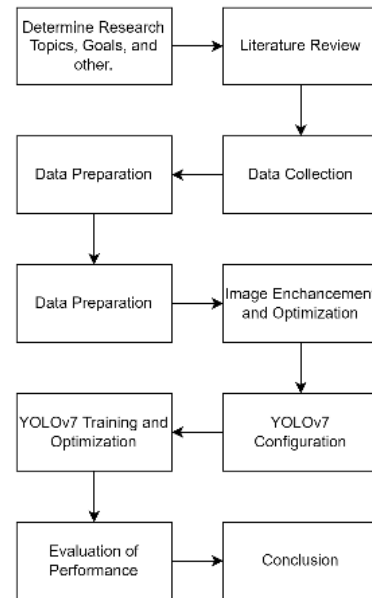 Determine Research
Topics, Goals, and
other.
Literature Review
Data Collection
Data Preparation
Data Preparation
Image Enchancement
and Optimization
YOLOv7
Configuration
YOLOv7 Training and
Optimization
Evaluation of
Performance
Conclusion